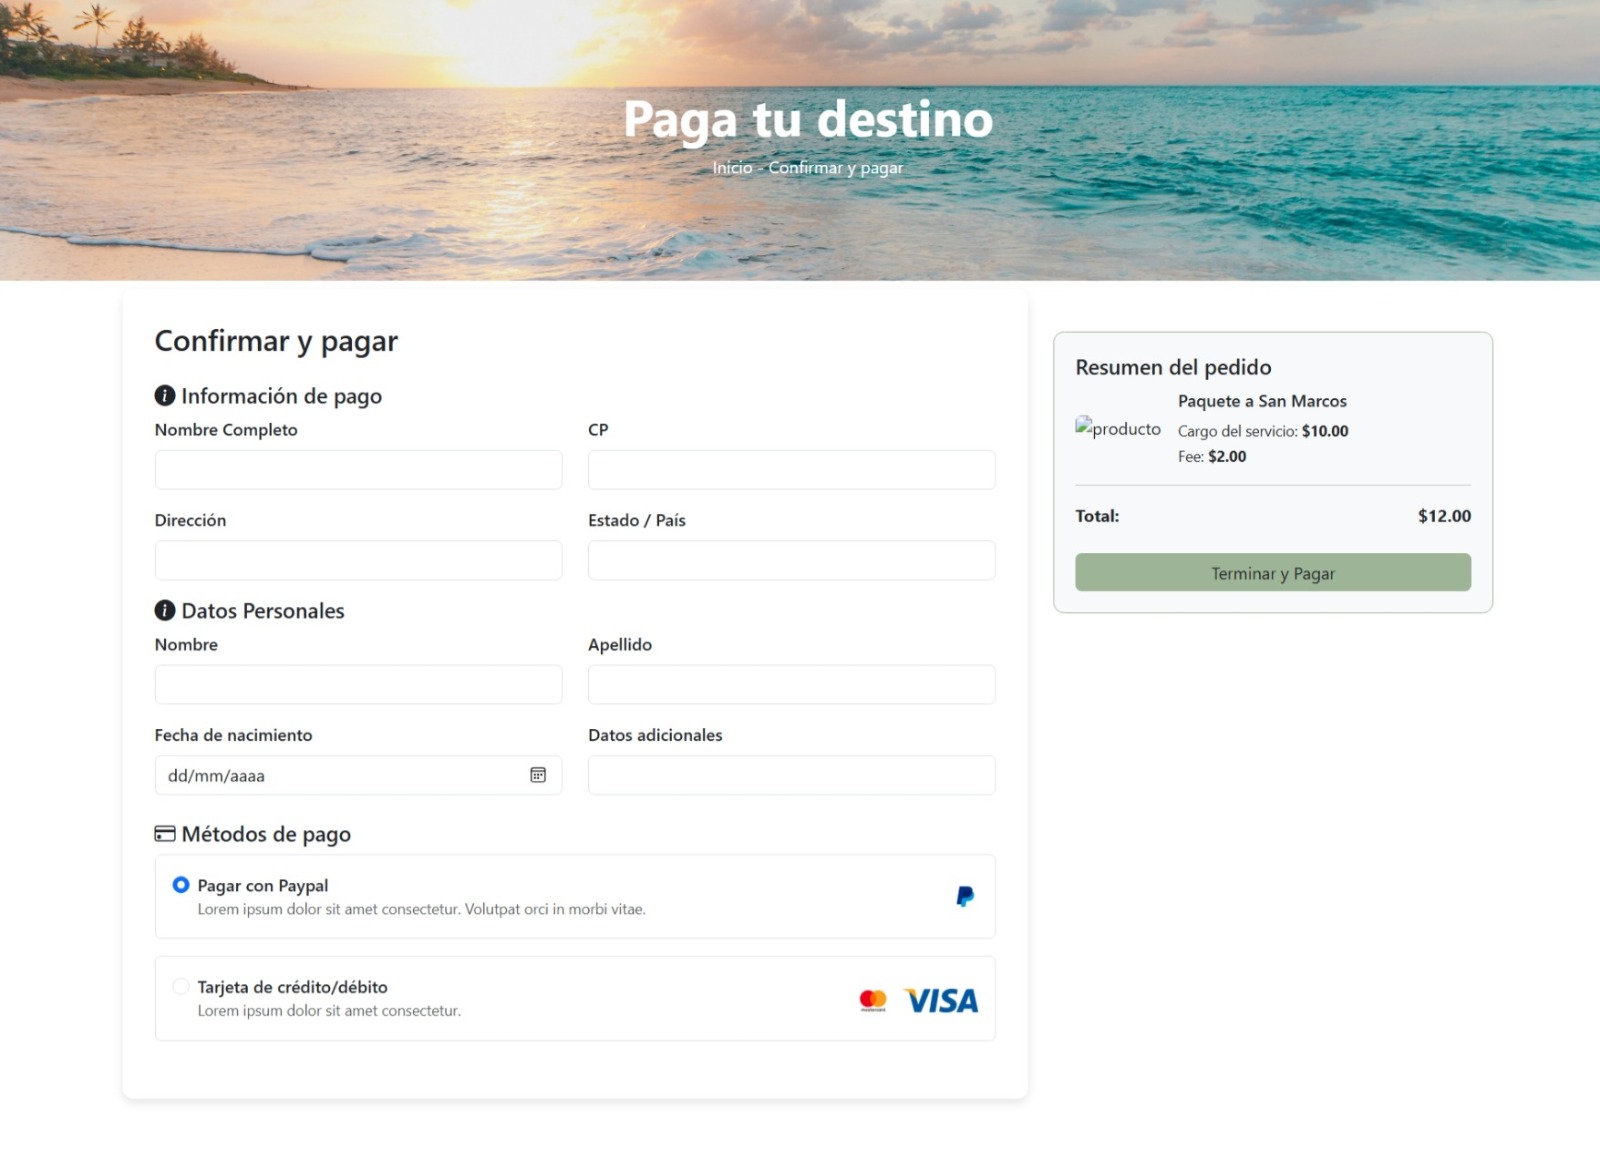 Paga tu destino
Inicio - Confirmar y pagar
Confirmar y pagar
Información de pago
Nombre Completo
CP
Dirección
Estado / País
Datos Personales
Nombre
Apellido
Fecha de nacimiento
Datos adicionales
dd/mm/aaaa
Métodos de pago
Pagar con Paypal
Lorem ipsum dolor sit amet consectetur. Volutpat orci in morbi vitae.
Tarjeta de crédito/débito
Lorem ipsum dolor sit amet consectetur.
mastercard
VISA
Resumen del pedido
producto
Paquete a San Marcos
Cargo del servicio: $10.00
Fee: $2.00
Total: $12.00
Terminar y Pagar